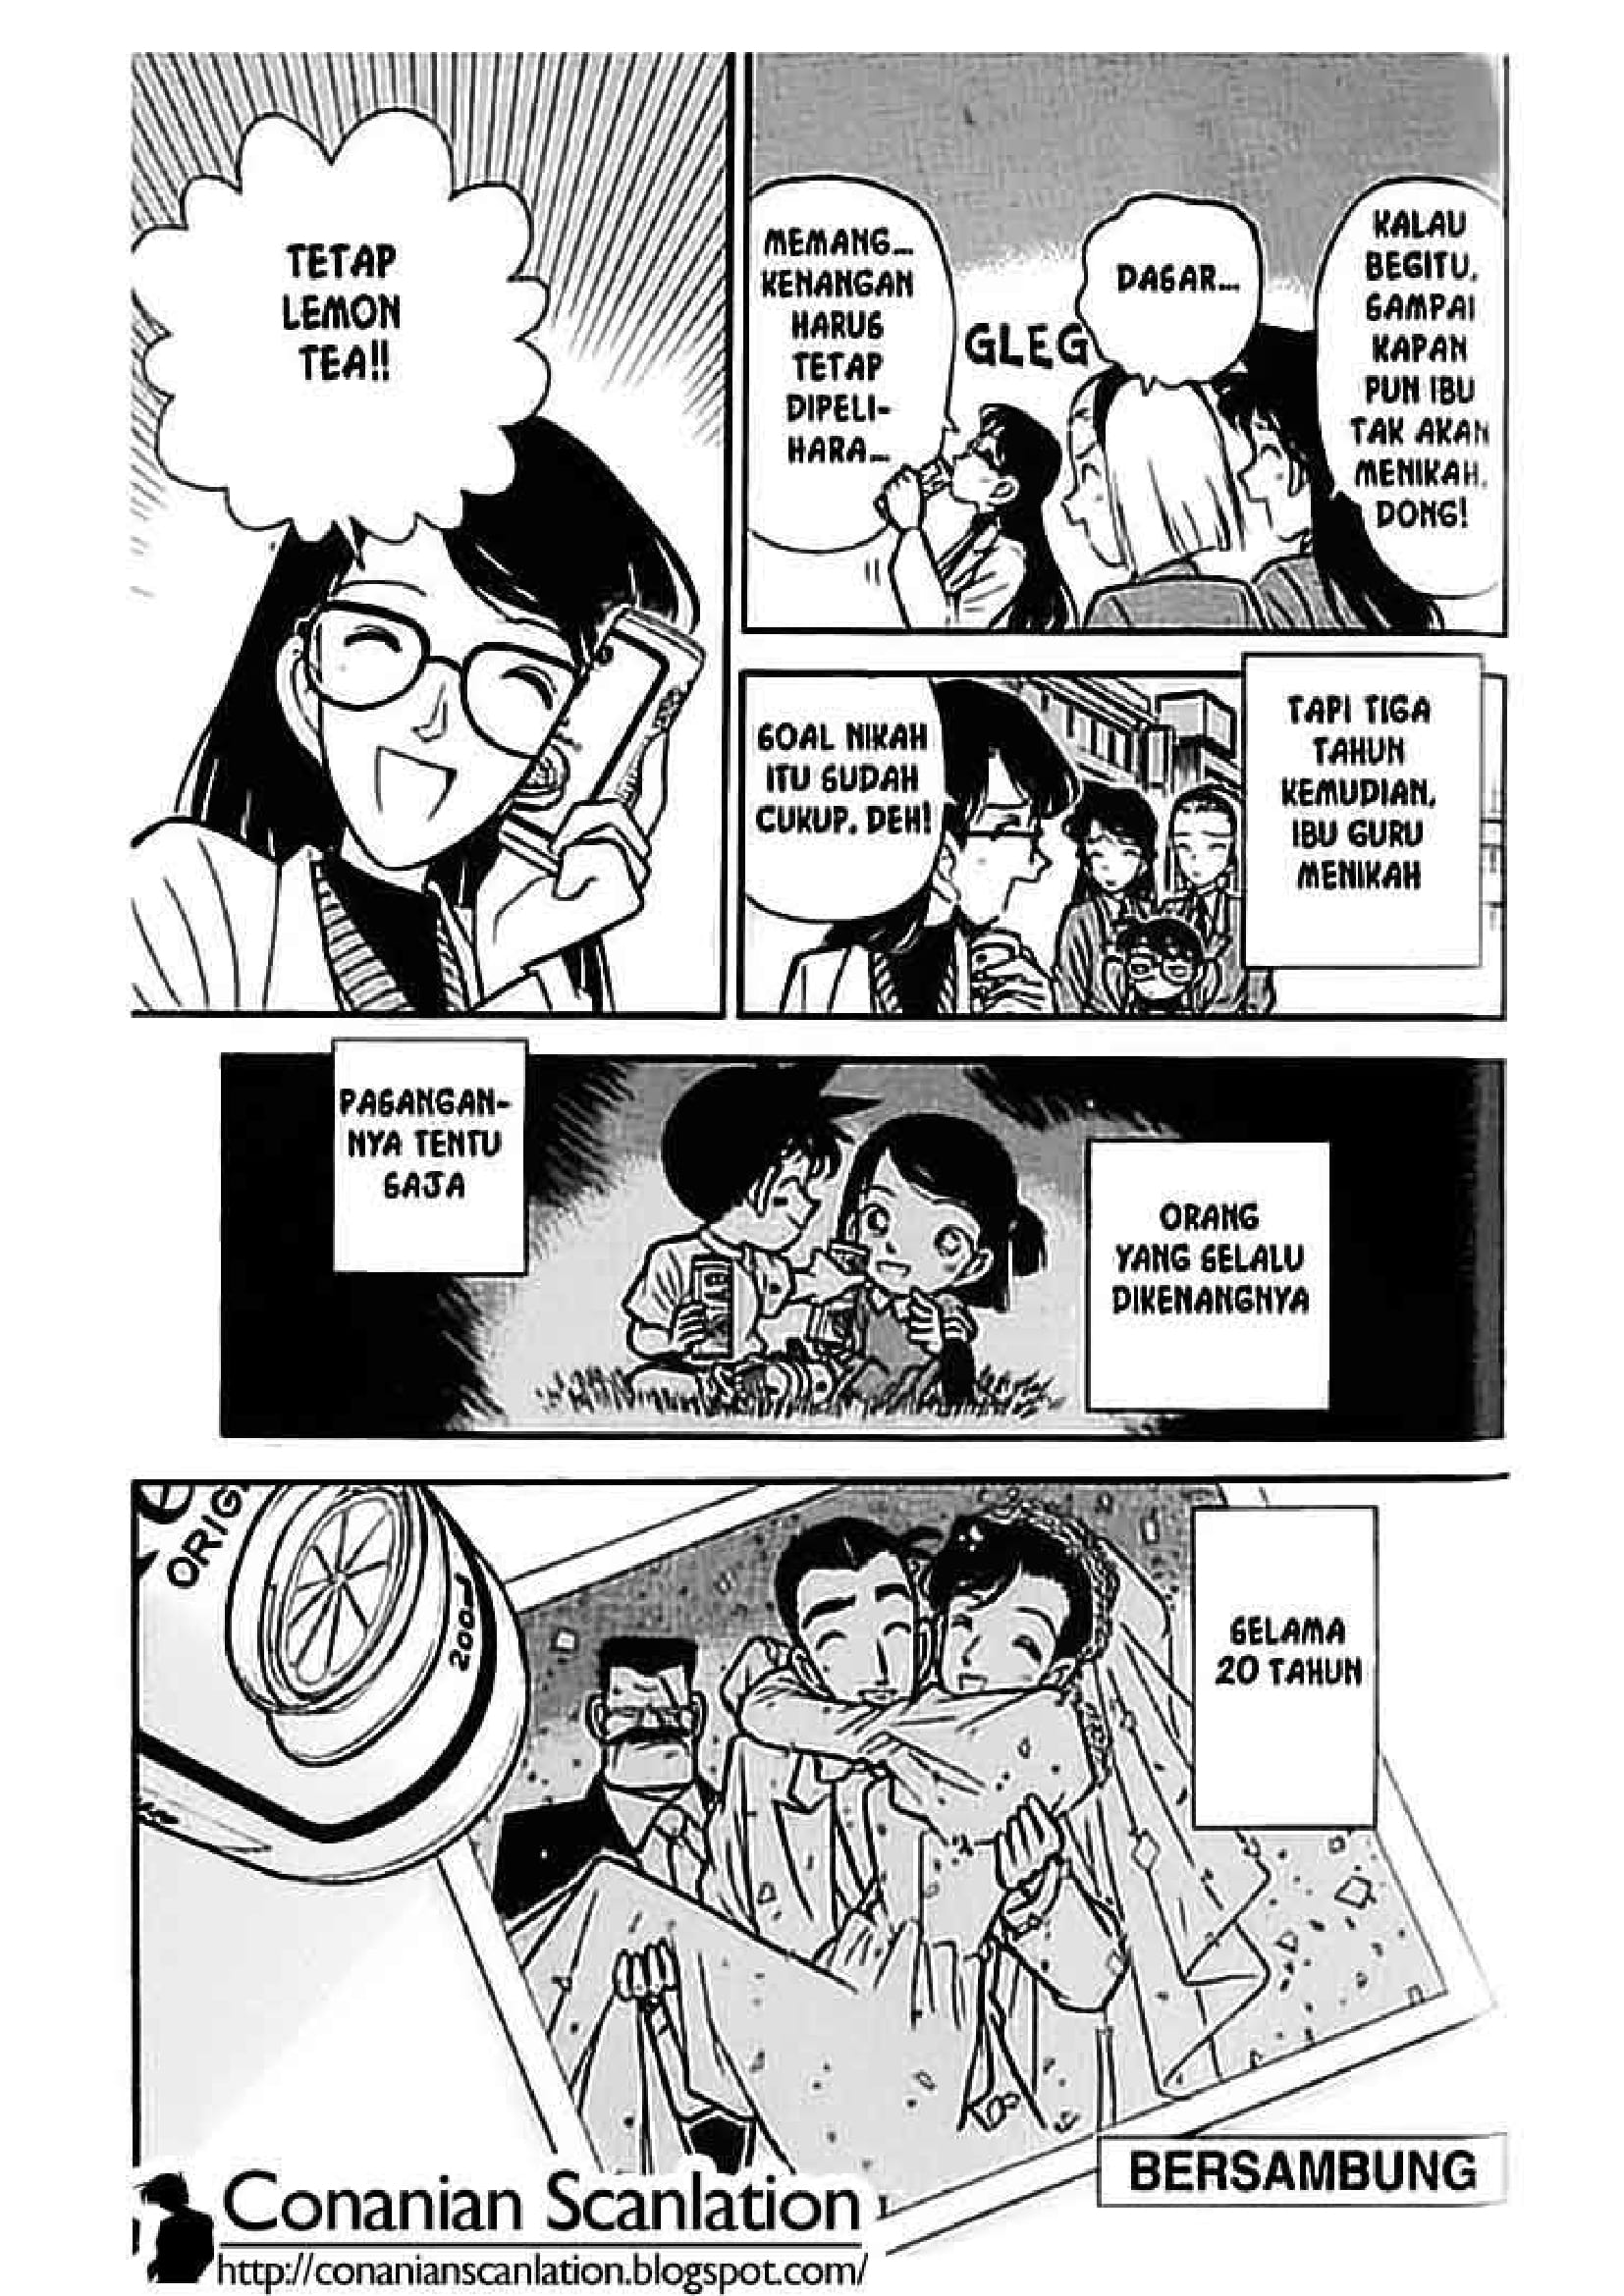 KALAU
BEGITU,
SAMPAI
KAPAN
PUN IBU
TAK AKAN
MENIKAH,
DONG!
DASAR...
GLEG
MEMANG...
KENANGAN
HARUS
TETAP
DIPELI-
HARA...
TETAP
LEMON
TEA!!
TAPI TIGA
TAHUN
KEMUDIAN,
IBU GURU
MENIKAH
SOAL NIKAH
ITU SUDAH
CUKUP, DEH!
ORANG
YANG SELALU
DIKENANGNYA
PASANGAN-
NYA TENTU
SAJA
SELAMA
20 TAHUN
ORIG
200ml
BERSAMBUNG
Conanian Scanlation
http://conanianscanlation.blogspot.com/